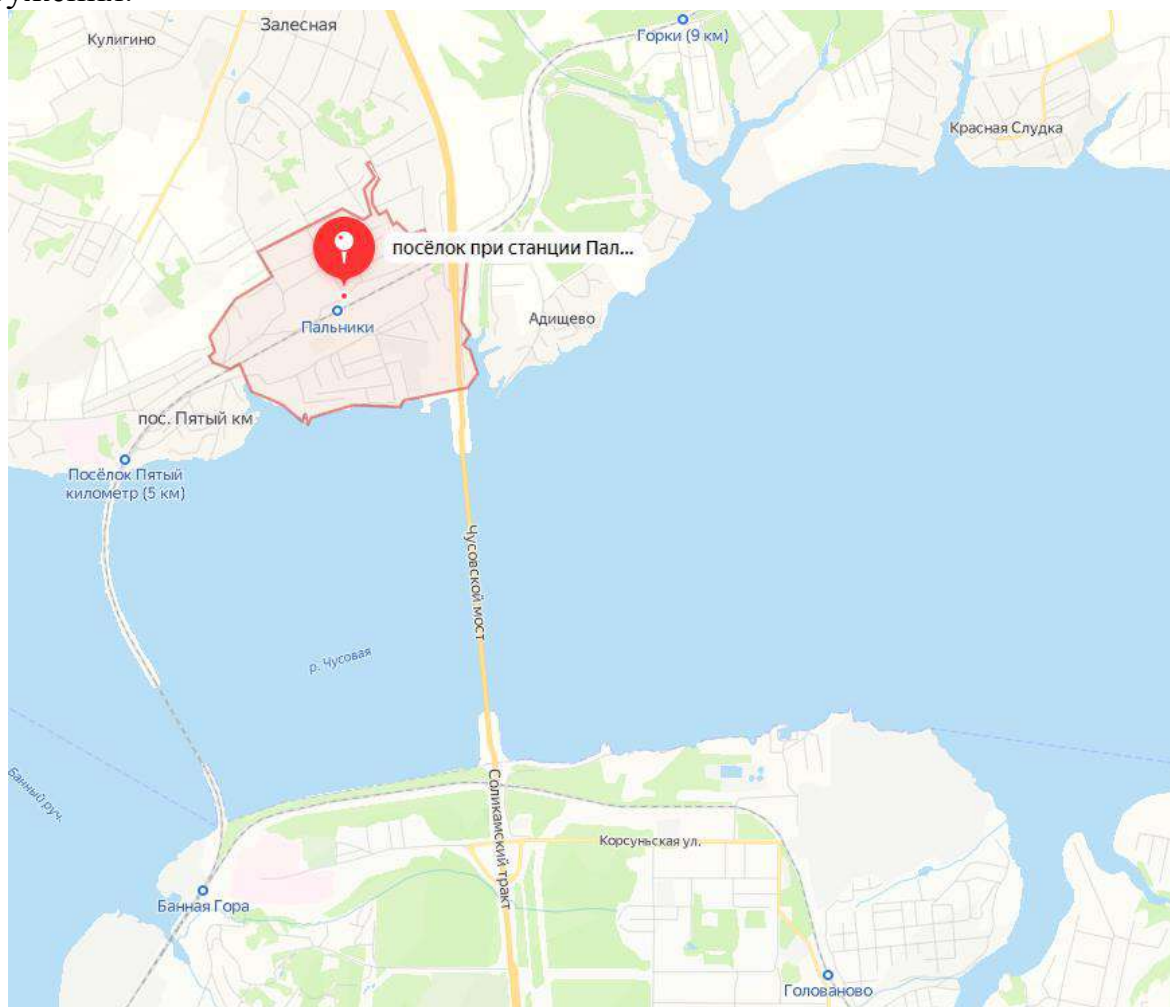 Залесная
Кулигино
Горки (9 км)
Красная Слудка
посёлок при станции Пал...
Адищево
Пальники
пос. Пятый км
Посёлок Пятый
километр (5 км)
Чусовской мост
р. Чусовая
Банный руч.
Соликамский тракт
Корсуньская ул.
Банная Гора
Голованово